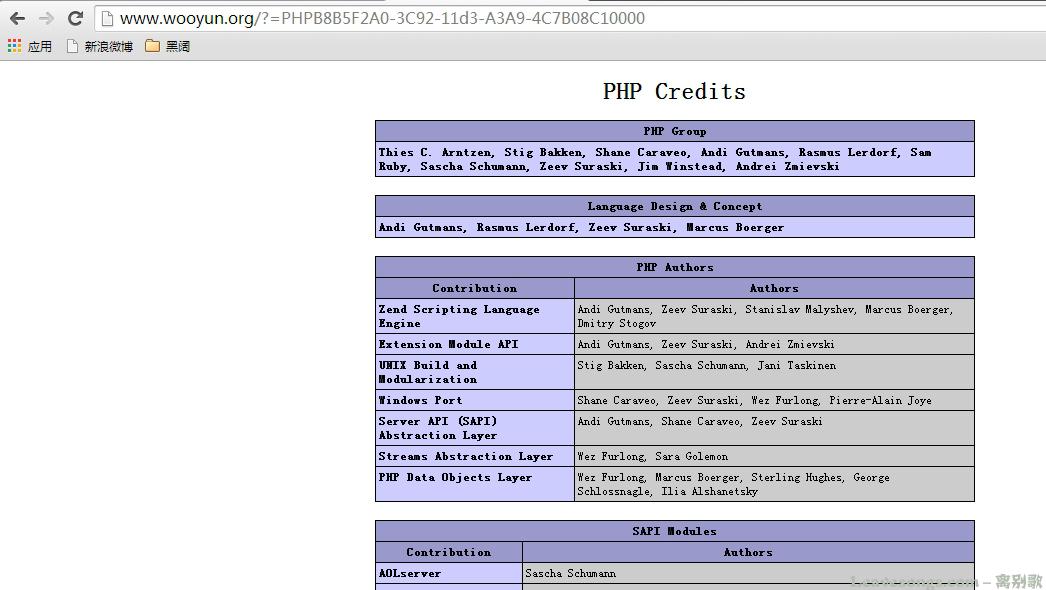 www.wooyun.org/?=PHPB8B5F2A0-3C92-11d3-A3A9-4C7B08C10000
应用 新浪微博 黑阔
PHP Credits
PHP Group
Thies C. Arntzen, Stig Bakken, Shane Caraveo, Andi Gutmans, Rasmus Lerdorf, Sam
Ruby, Sascha Schumann, Zeev Suraski, Jim Winstead, Andrei Zmievski
Language Design & Concept
Andi Gutmans, Rasmus Lerdorf, Zeev Suraski, Marcus Boerger
PHP Authors
Contribution Authors
Zend Scripting Language
Engine
Andi Gutmans, Zeev Suraski, Stanislav Malyshev, Marcus Boerger,
Dmitry Stogov
Extension Module API Andi Gutmans, Zeev Suraski, Andrei Zmievski
UNIX Build and
Modularization
Stig Bakken, Sascha Schumann, Jani Taskinen
Windows Port Shane Caraveo, Zeev Suraski, Wez Furlong, Pierre-Alain Joye
Server API (SAPI)
Abstraction Layer
Andi Gutmans, Shane Caraveo, Zeev Suraski
Streams Abstraction Layer Wez Furlong, Sara Golemon
PHP Data Objects Layer
Wez Furlong, Marcus Boerger, Sterling Hughes, George
Schlossnagle, Ilia Alshanetsky
SAPI Modules
Contribution Authors
AOLserver Sascha Schumann
– 离别歌